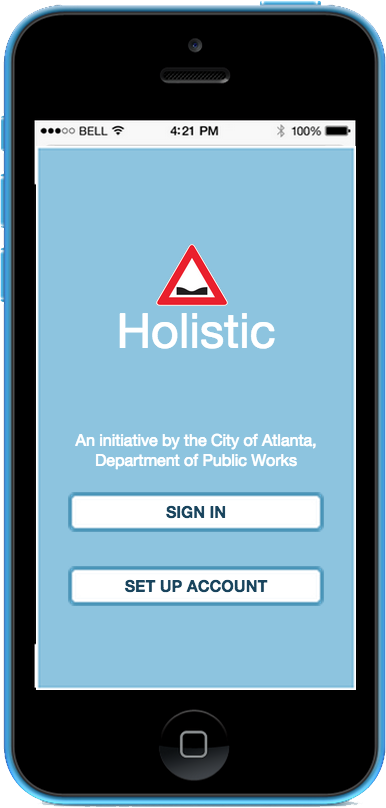 BELL 4:21 PM 100%
Holistic
An initiative by the City of Atlanta,
Department of Public Works
SIGN IN
SET UP ACCOUNT